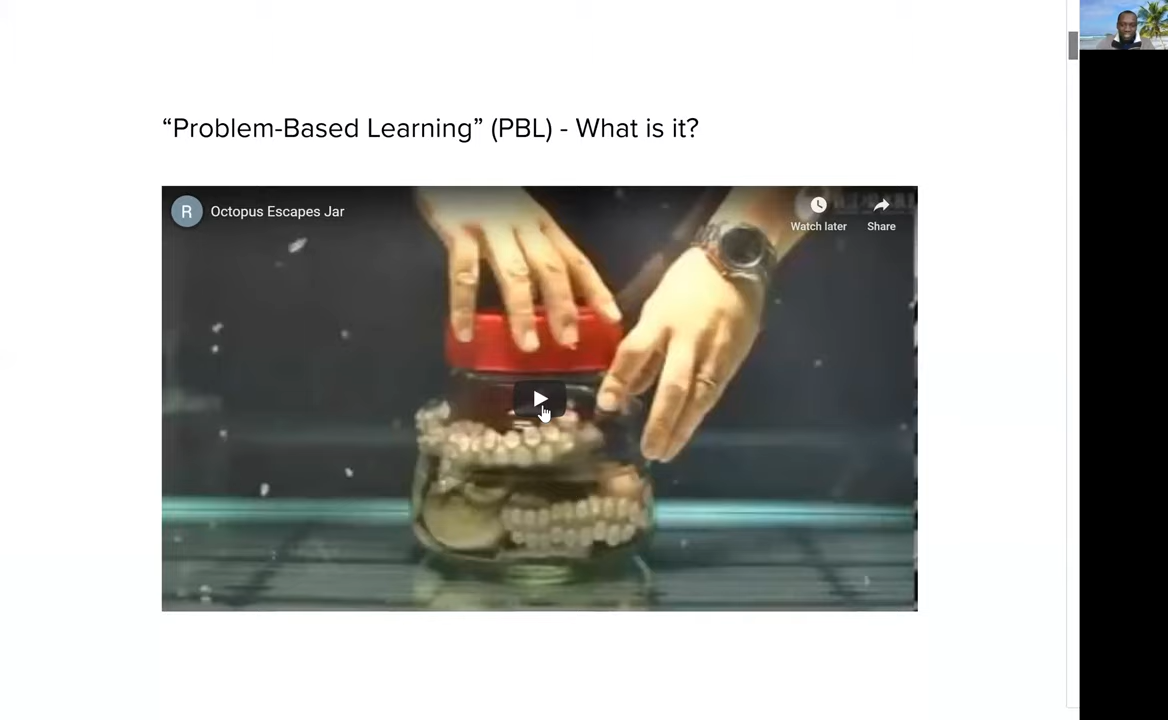 “Problem-Based Learning” (PBL) - What is it?
R
Octopus Escapes Jar
Watch later
Share